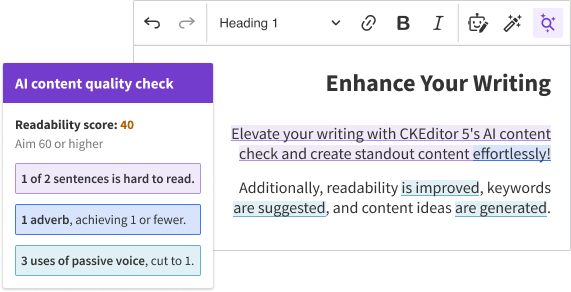 Heading 1
B
I
AI content quality check
Readability score: 40
Aim 60 or higher
1 of 2 sentences is hard to read.
1 adverb, achieving 1 or fewer.
3 uses of passive voice, cut to 1.
Enhance Your Writing
Elevate your writing with CKEditor 5's AI content
check and create standout content effortlessly!
Additionally, readability is improved, keywords
are suggested, and content ideas are generated.